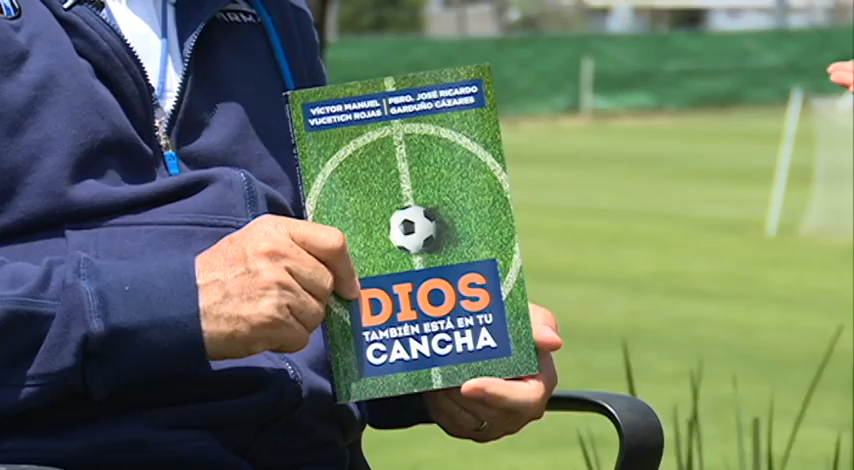 VÍCTOR MANUEL
VUCETICH ROJAS
PBRO. JOSÉ RICARDO
GARDUÑO CÁZARES
DIOS
TAMBIÉN ESTÁ EN TU
CANCHA